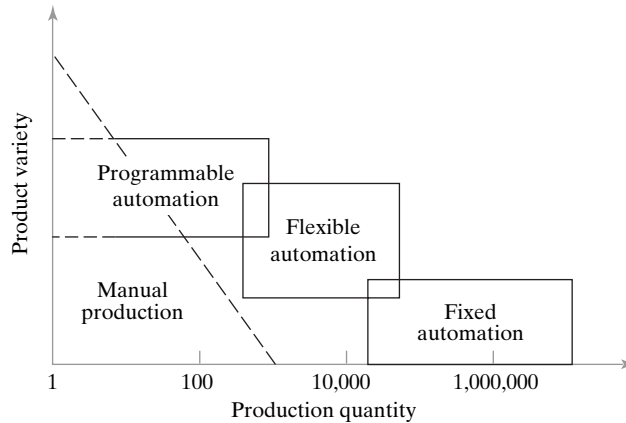 Product variety
Programmable
automation
Flexible
automation
Manual
production
Fixed
automation
1
100
10,000
1,000,000
Production quantity